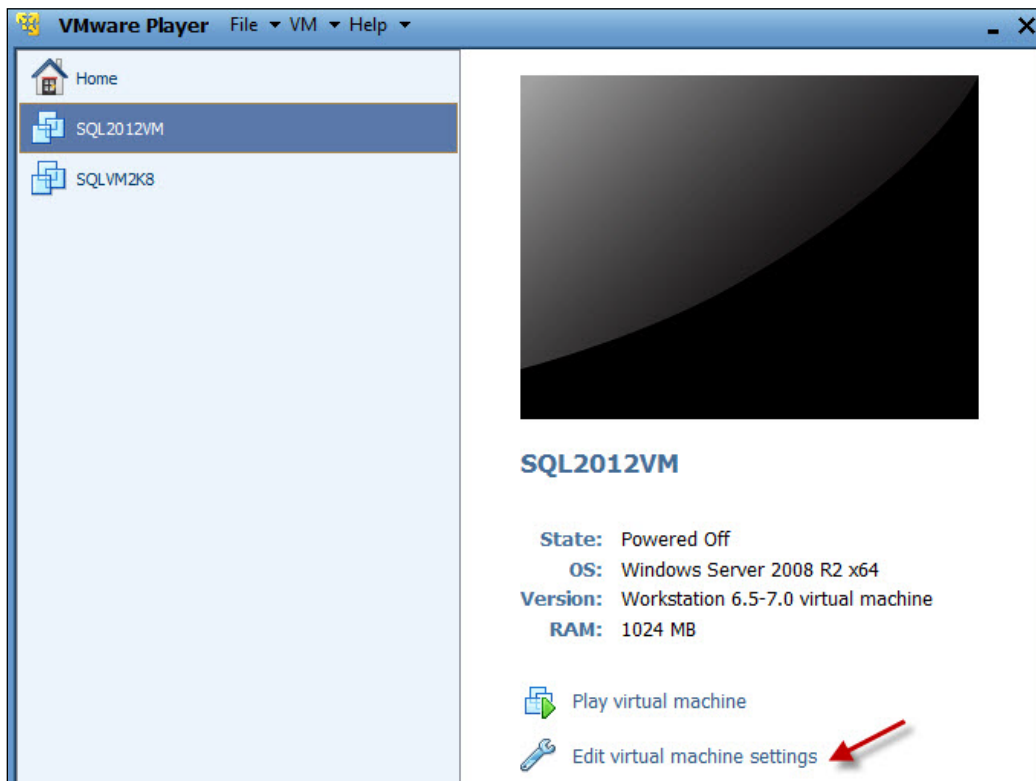 VMware Player File VM Help
Home
SQL2012VM
SQLVM2K8
SQL2012VM
State: Powered Off
OS: Windows Server 2008 R2 x64
Version: Workstation 6.5-7.0 virtual machine
RAM: 1024 MB
Play virtual machine
Edit virtual machine settings